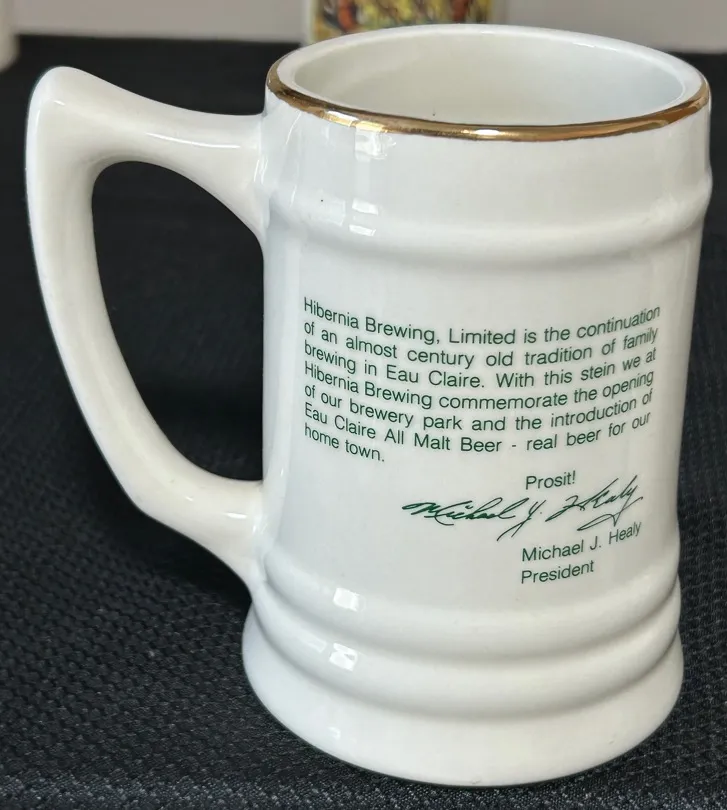 Hibernia Brewing, Limited is the continuation
of an almost century old tradition of family
brewing in Eau Claire. With this stein we at
Hibernia Brewing commemorate the opening
of our brewery park and the introduction of
Eau Claire All Malt Beer - real beer for our
home town.
Prosit!
Michael J. Healy
Michael J. Healy
President